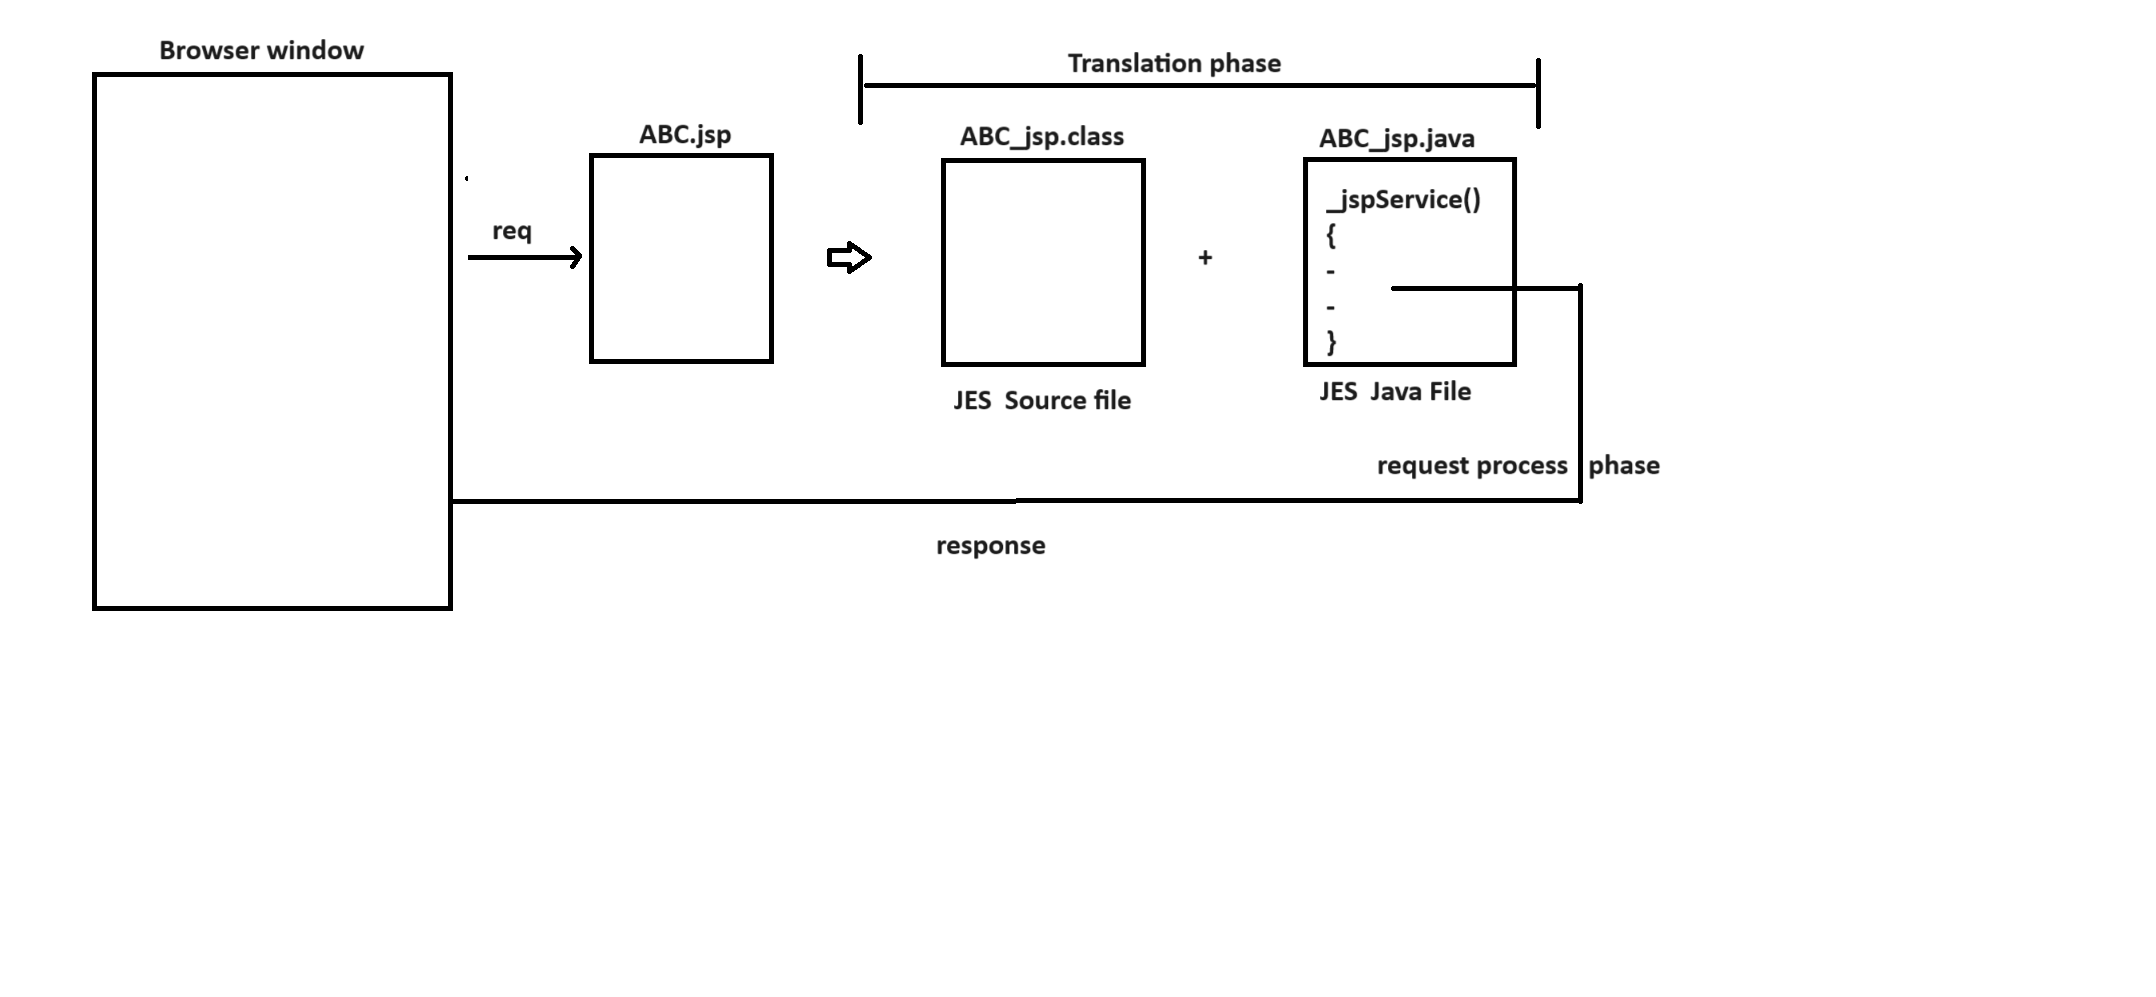 Browser window
Translation phase
ABC.jsp
ABC_jsp.class
ABC_jsp.java
_jspService()
{
-
-
}
req
+
JES  Source file
JES  Java File
request process phase
response